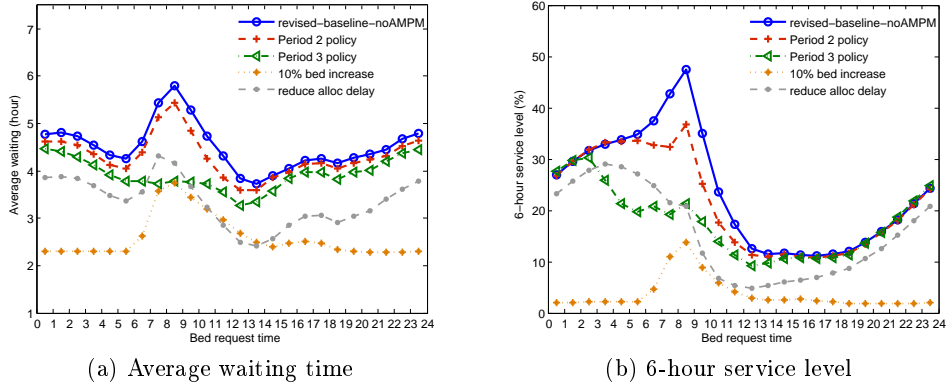 7
6
5
4
3
2
1
Average waiting (hour)
revised−baseline−noAMPM
Period 2 policy
Period 3 policy
10% bed increase
reduce alloc delay
0 1 2 3 4 5 6 7 8 9 10 11 12 13 14 15 16 17 18 19 20 21 22 23 24
Bed request time
(a) Average waiting time
60
50
40
30
20
10
0
6−hour service level (%)
revised−baseline−noAMPM
Period 2 policy
Period 3 policy
10% bed increase
reduce alloc delay
0 1 2 3 4 5 6 7 8 9 10 11 12 13 14 15 16 17 18 19 20 21 22 23 24
Bed request time
(b) 6-hour service level